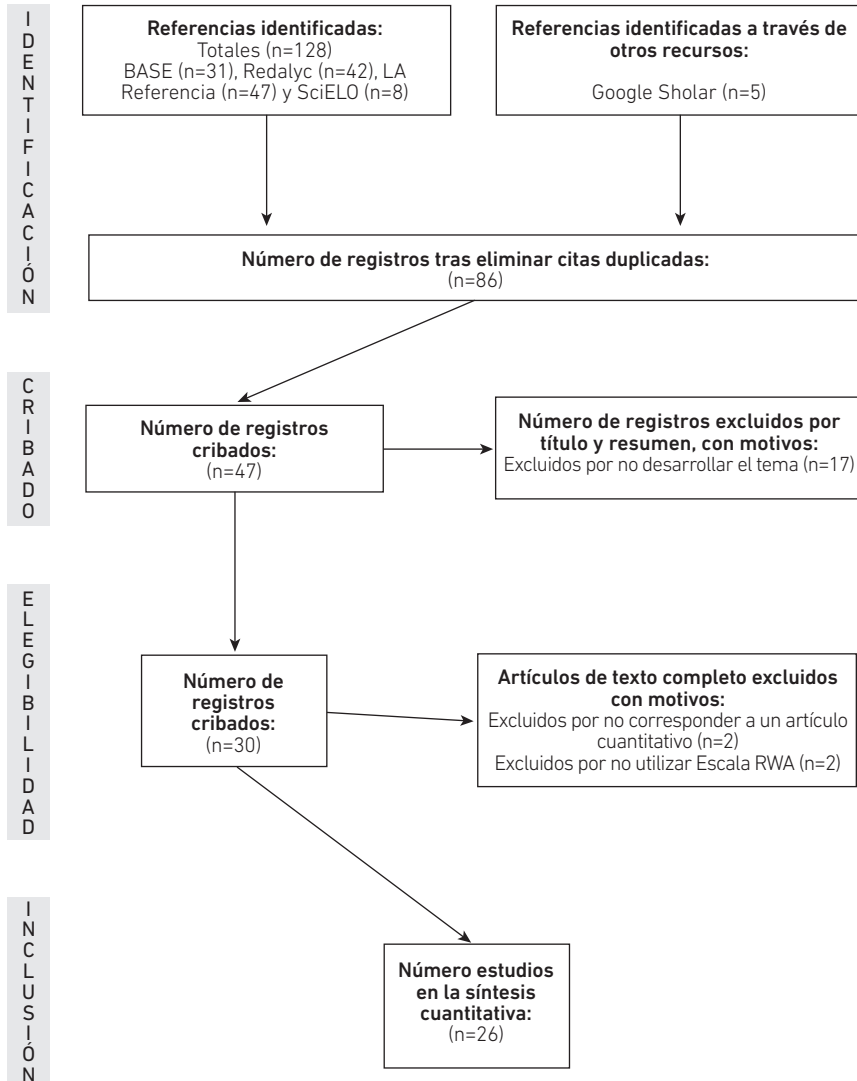 IDENTIFICACIÓN
Referencias identificadas:
Totales (n=128)
BASE (n=31), Redalyc (n=42), LA
Referencia (n=47) y SciELO (n=8)
Referencias identificadas a través de
otros recursos:
Google Sholar (n=5)
Número de registros tras eliminar citas duplicadas:
(n=86)
CRIBADO
Número de registros
cribados:
(n=47)
Número de registros excluidos por
título y resumen, con motivos:
Excluidos por no desarrollar el tema (n=17)
ELEGIBILIDAD
Número de
registros
cribados:
(n=30)
Artículos de texto completo excluidos
con motivos:
Excluidos por no corresponder a un artículo
cuantitativo (n=2)
Excluidos por no utilizar Escala RWA (n=2)
INCLUSIÓN
Número estudios
en la síntesis
cuantitativa:
(n=26)